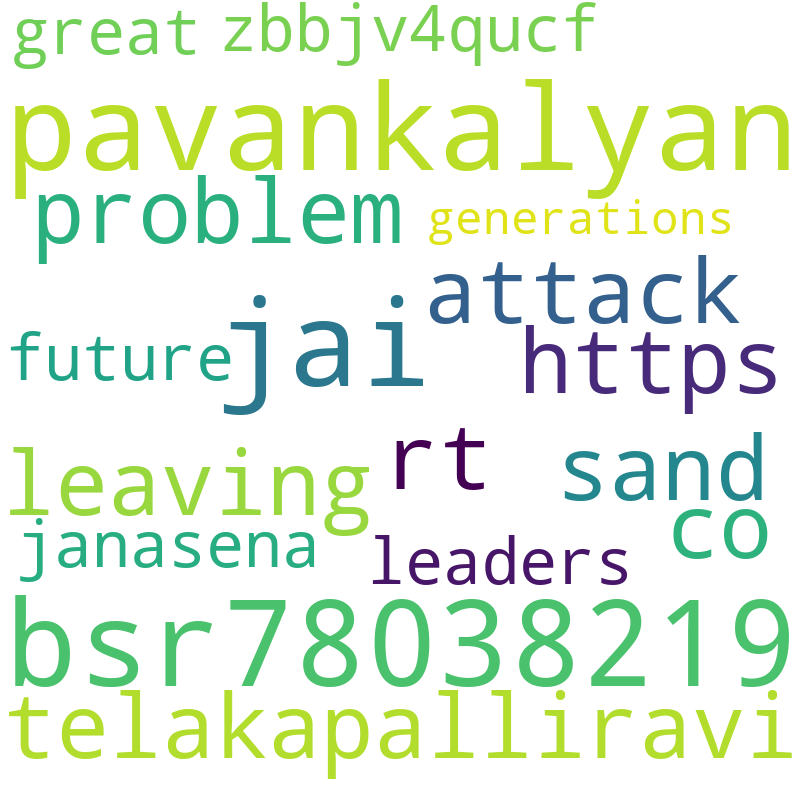 great zbbjv4qucf
pavankalyan
problem generations
attack
jai
future https
rt
leaving sand
co
janasena leaders
bsr78038219
telakapalliravi